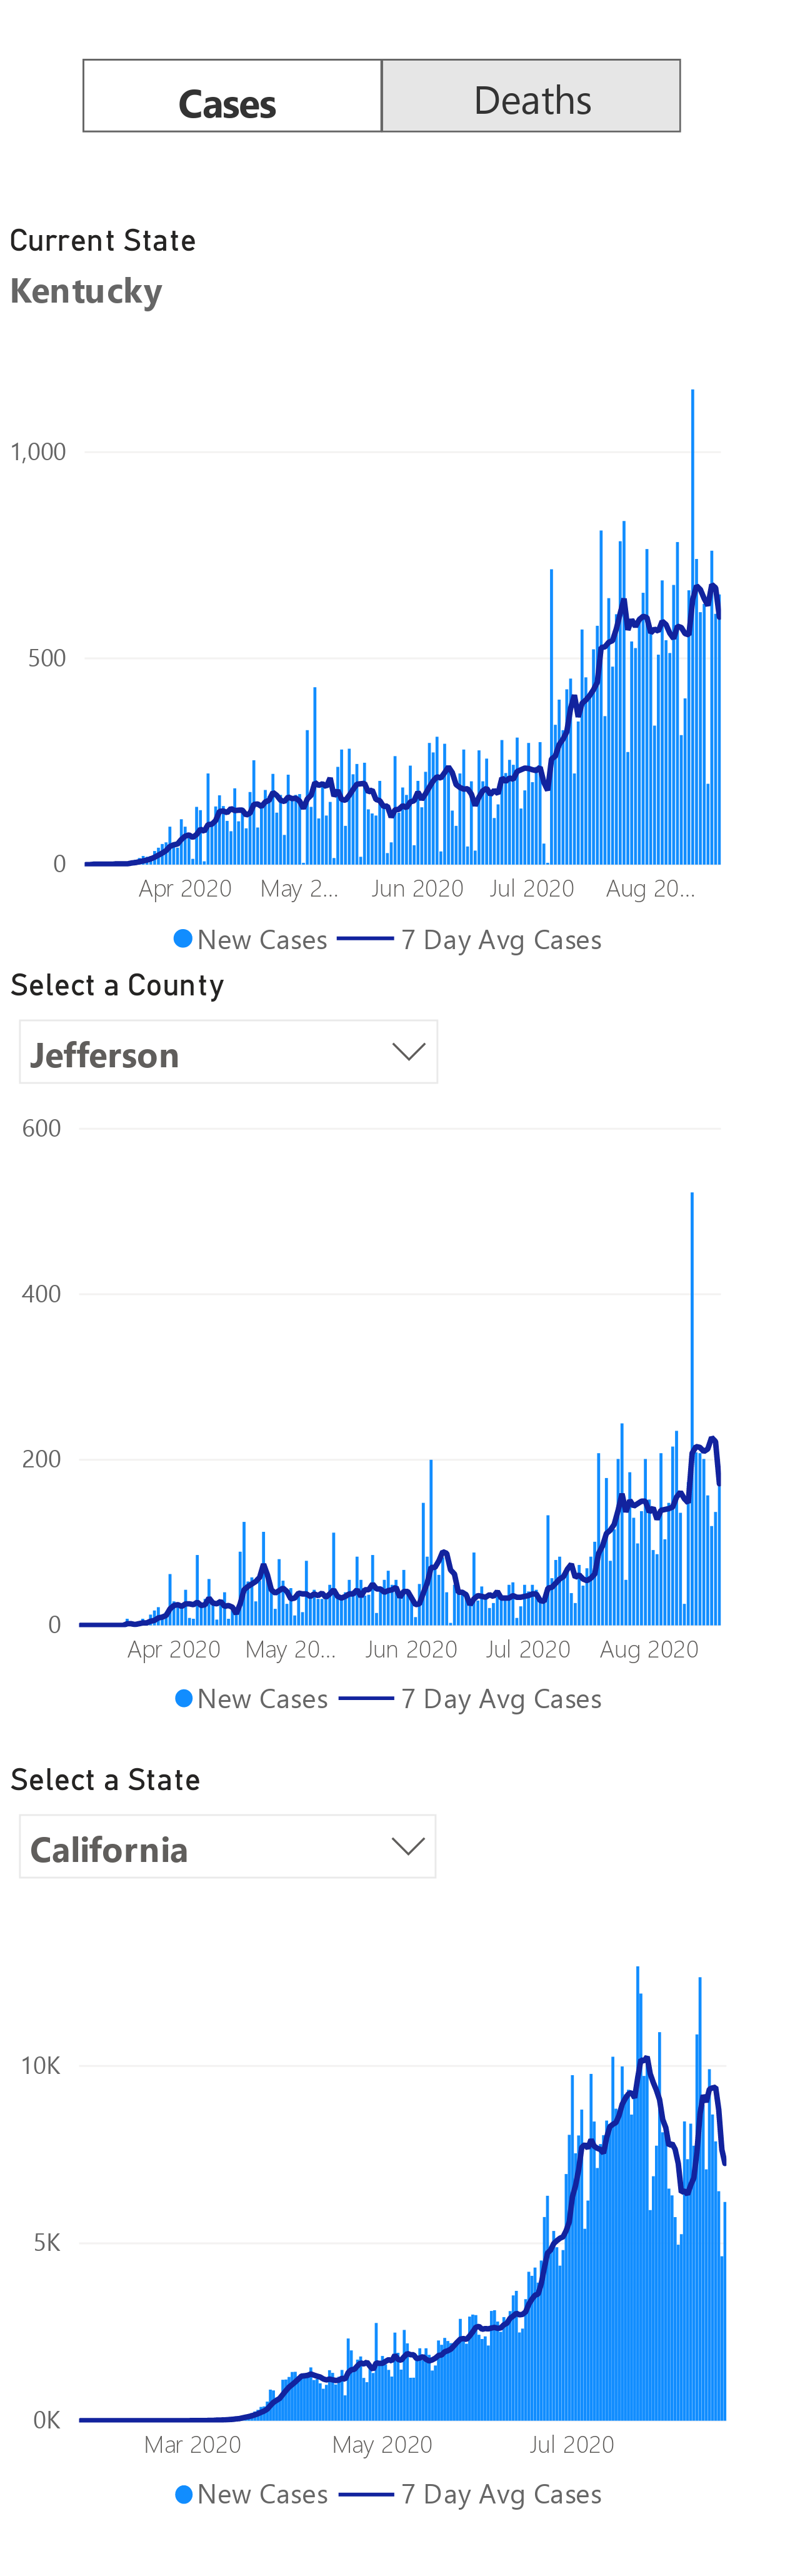 Cases Deaths
Current State
Kentucky
1,000
500
0
Apr 2020 May 2... Jun 2020 Jul 2020 Aug 20...
New Cases 7 Day Avg Cases
Select a County
Jefferson
600
400
200
0
Apr 2020 May 20... Jun 2020 Jul 2020 Aug 2020
New Cases 7 Day Avg Cases
Select a State
California
10K
5K
0K
Mar 2020 May 2020 Jul 2020
New Cases 7 Day Avg Cases